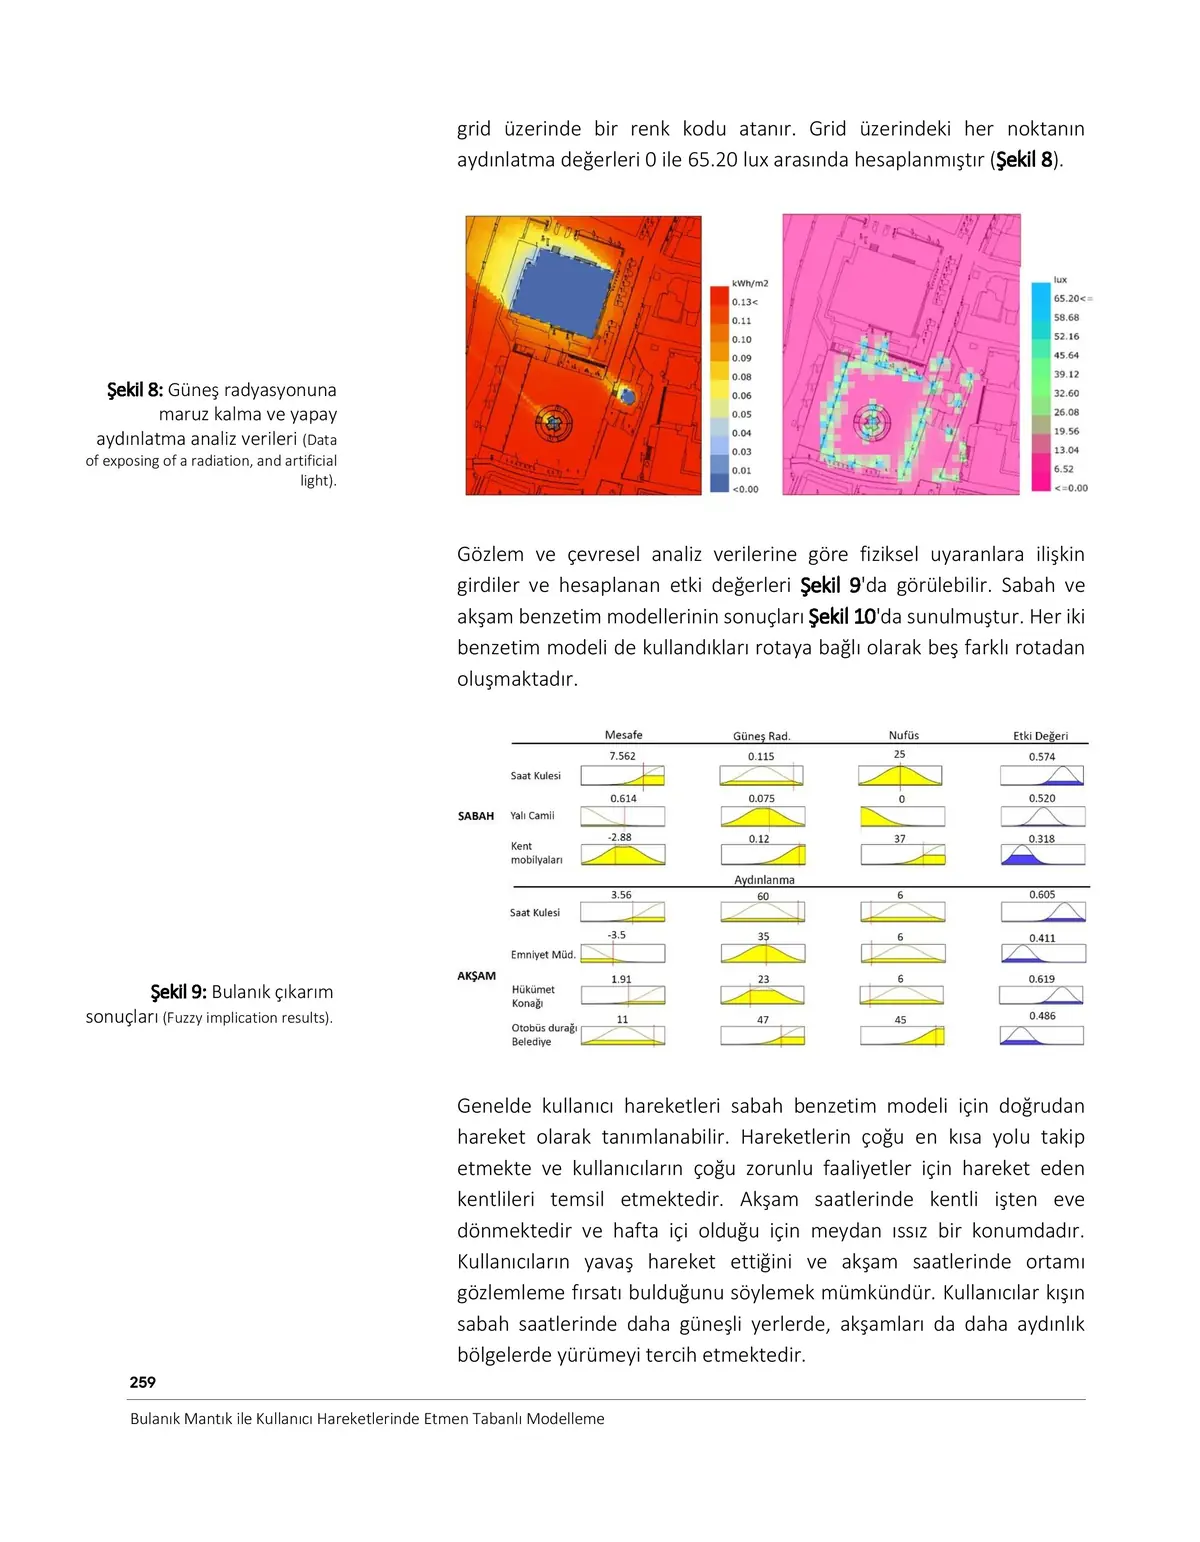 grid üzerinde bir renk kodu atanır. Grid üzerindeki her noktanın
aydınlatma değerleri 0 ile 65.20 lux arasında hesaplanmıştır (Şekil 8).
kWh/m2
0.13<
0.11
0.10
0.09
0.08
0.06
0.05
0.04
0.03
0.01
<0.00
lux
65.20<=
58.68
52.16
45.64
39.12
32.60
26.08
19.56
13.04
6.52
<=0.00
Şekil 8: Güneş radyasyonuna
maruz kalma ve yapay
aydınlatma analiz verileri (Data
of exposing of a radiation, and artificial
light).
Gözlem ve çevresel analiz verilerine göre fiziksel uyaranlara ilişkin
girdiler ve hesaplanan etki değerleri Şekil 9'da görülebilir. Sabah ve
akşam benzetim modellerinin sonuçları Şekil 10'da sunulmuştur. Her iki
benzetim modeli de kullandıkları rotaya bağlı olarak beş farklı rotadan
oluşmaktadır.
Mesafe Güneş Rad. Nufüs Etki Değeri
7.562 0.115 25 0.574
Saat Kulesi
0.614 0.075 0 0.520
SABAH Yalı Camii
-2.88 0.12 37 0.318
Kent
mobilyaları
Aydınlanma
3.56 60 6 0.605
Saat Kulesi
-3.5 35 6 0.411
Emniyet Müd.
AKŞAM 1.91 23 6 0.619
Hükümet
Konağı
11 47 45 0.486
Otobüs durağı
Belediye
Şekil 9: Bulanık çıkarım
sonuçları (Fuzzy implication results).
Genelde kullanıcı hareketleri sabah benzetim modeli için doğrudan
hareket olarak tanımlanabilir. Hareketlerin çoğu en kısa yolu takip
etmekte ve kullanıcıların çoğu zorunlu faaliyetler için hareket eden
kentlileri temsil etmektedir. Akşam saatlerinde kentli işten eve
dönmektedir ve hafta içi olduğu için meydan ıssız bir konumdadır.
Kullanıcıların yavaş hareket ettiğini ve akşam saatlerinde ortamı
gözlemleme fırsatı bulduğunu söylemek mümkündür. Kullanıcılar kışın
sabah saatlerinde daha güneşli yerlerde, akşamları da daha aydınlık
bölgelerde yürümeyi tercih etmektedir.
259
Bulanık Mantık ile Kullanıcı Hareketlerinde Etmen Tabanlı Modelleme